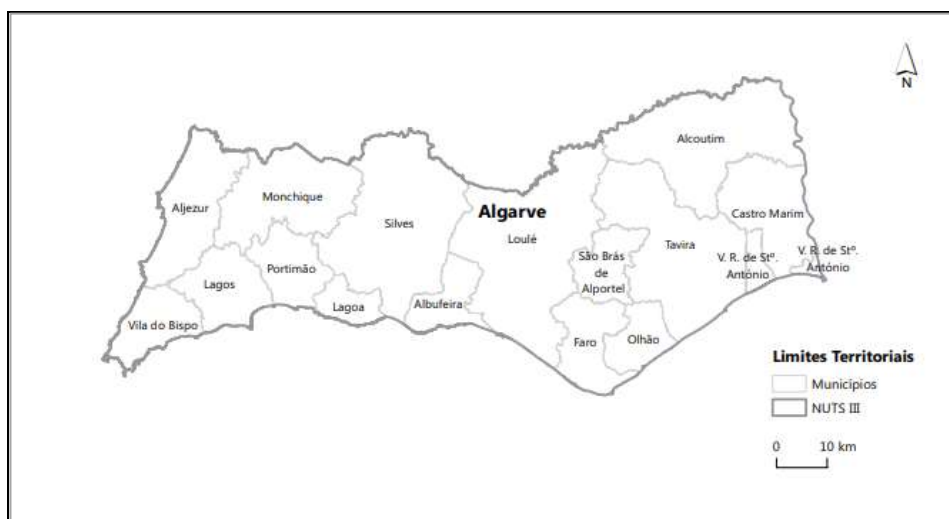 N
Alcoutim
Monchique
Aljezur
Algarve
Castro Marim
Silves
Loulé
Tavira
São Brás
de
Alportel
V. R. de Stº.
António
V. R. de Stº.
António
Portimão
Lagos
Lagoa
Albufeira
Vila do Bispo
Faro
Olhão
Limites Territoriais
Municípios
NUTS III
0 10 km